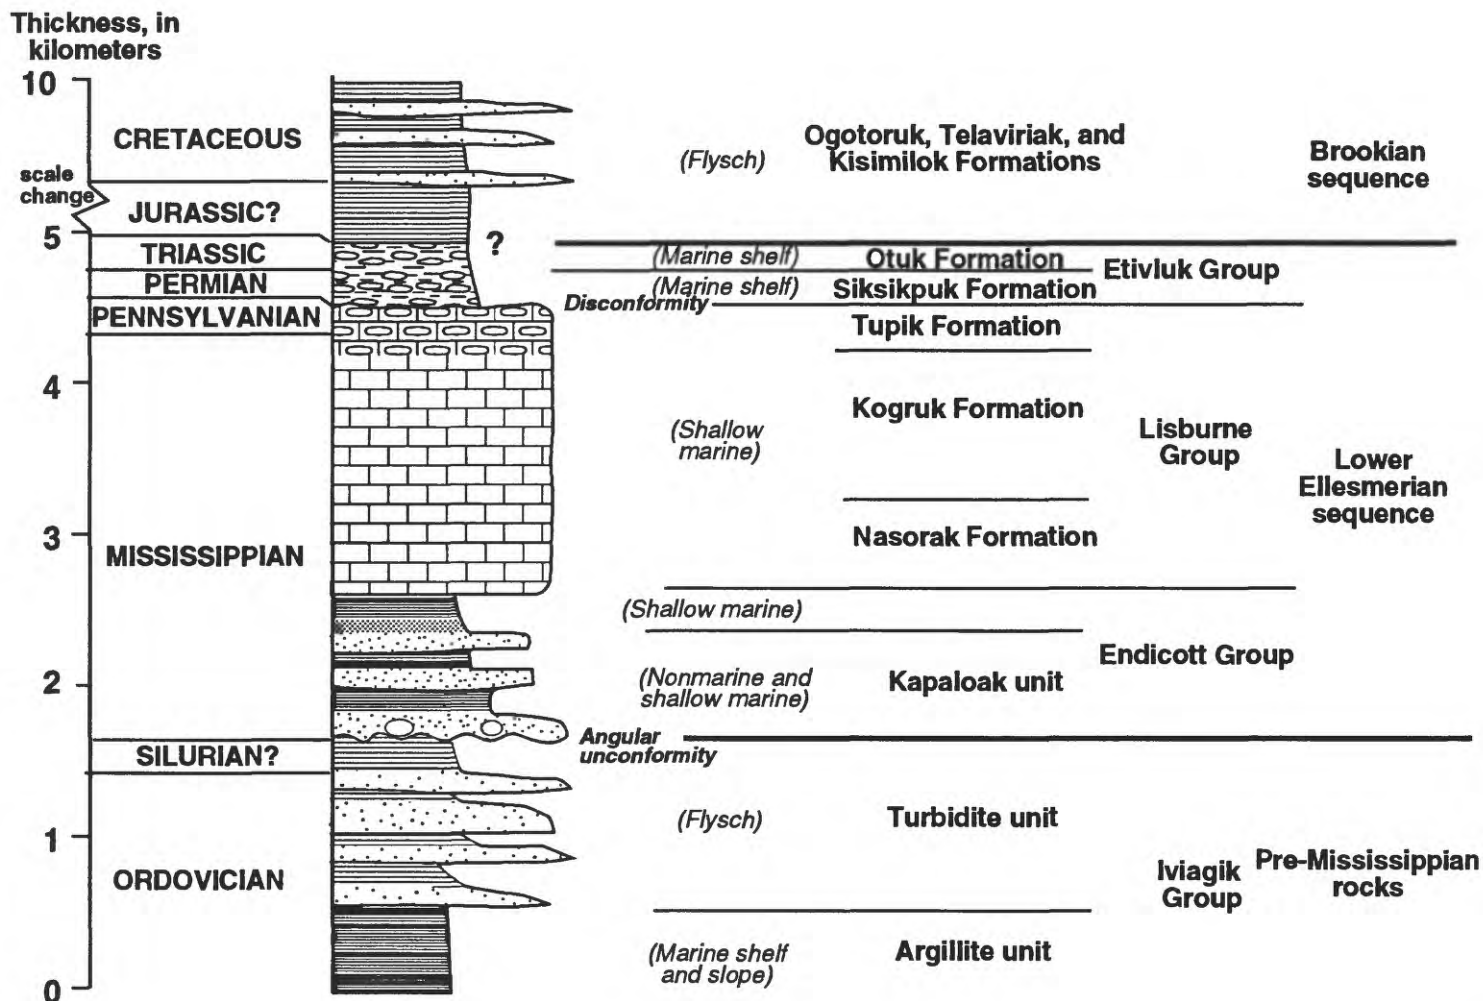 Thickness, in
kilometers
10
CRETACEOUS
(Flysch)
Ogotoruk, Telaviriak, and
Kisimilok Formations
Brookian
sequence
scale
change
JURASSIC?
5
?
TRIASSIC
(Marine shelf)
Otuk Formation
Etivluk Group
PERMIAN
(Marine shelf)
Siksikpuk Formation
Disconformity
PENNSYLVANIAN
Tupik Formation
4
Kogruk Formation
(Shallow
marine)
Lisburne
Group
Lower
Ellesmerian
sequence
3
Nasorak Formation
MISSISSIPPIAN
(Shallow marine)
Endicott Group
2
(Nonmarine and
shallow marine)
Kapaloak unit
Angular
unconformity
SILURIAN?
1
(Flysch)
Turbidite unit
ORDOVICIAN
Iviagik
Group
Pre-Mississippian
rocks
(Marine shelf
and slope)
Argillite unit
0